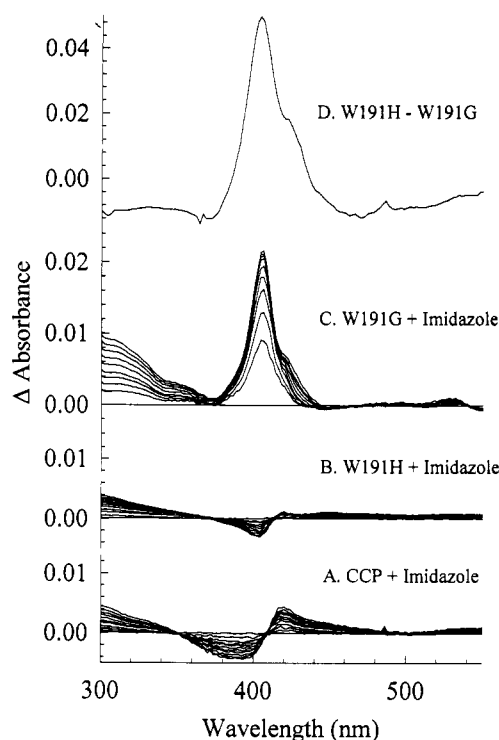 0.04
0.02
0.00
D. W191H - W191G
0.02
0.01
0.00
C. W191G + Imidazole
0.01
0.00
B. W191H + Imidazole
0.01
0.00
A. CCP + Imidazole
Δ Absorbance
300
400
500
Wavelength (nm)